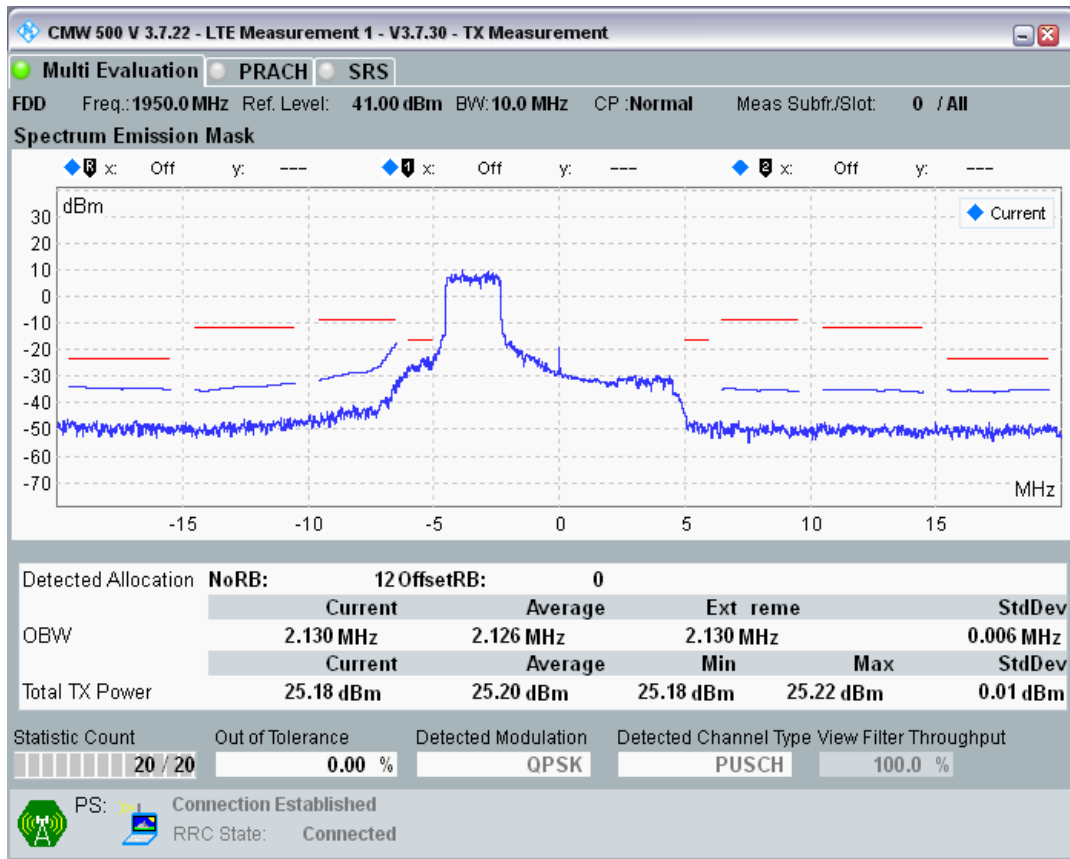 CMW 500 V 3.7.22 - LTE Measurement 1 - V3.7.30 - TX Measurement
Multi Evaluation PRACH SRS
FDD Freq.: 1950.0 MHz Ref. Level: 41.00 dBm BW: 10.0 MHz CP :Normal Meas Subfr./Slot: 0 / All
Spectrum Emission Mask
R x: Off y: --- 1 x: Off y: --- 2 x: Off y: ---
dBm
Current
30
20
10
0
-10
-20
-30
-40
-50
-60
-70
MHz
-15 -10 -5 0 5 10 15
Detected Allocation NoRB: 12 OffsetRB: 0
Current Average Ext reme StdDev
OBW 2.130 MHz 2.126 MHz 2.130 MHz 0.006 MHz
Current Average Min Max StdDev
Total TX Power 25.18 dBm 25.20 dBm 25.18 dBm 25.22 dBm 0.01 dBm
Statistic Count Out of Tolerance Detected Modulation Detected Channel Type View Filter Throughput
20 / 20 0.00 % QPSK PUSCH 100.0 %
PS: Connection Established
RRC State: Connected